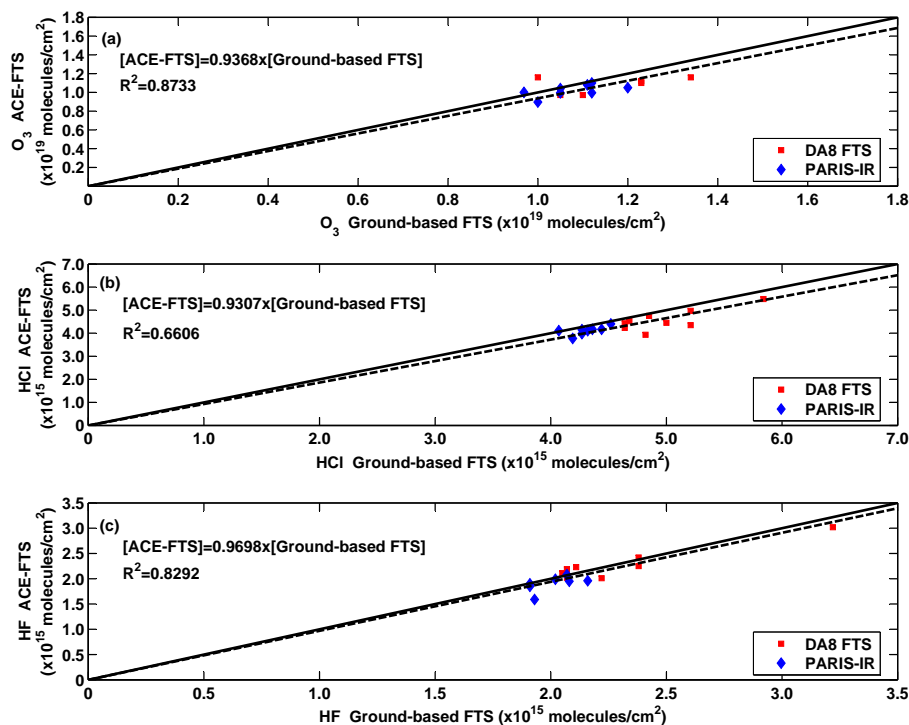 (a)
[ACE-FTS]=0.9368x[Ground-based FTS]
R²=0.8733
O₃ ACE-FTS
(x10¹⁹ molecules/cm²)
1.8
1.6
1.4
1.2
1.0
0.8
0.6
0.4
0.2
DA8 FTS
PARIS-IR
0 0.2 0.4 0.6 0.8 1.0 1.2 1.4 1.6 1.8
O₃ Ground-based FTS (x10¹⁹ molecules/cm²)
(b)
[ACE-FTS]=0.9307x[Ground-based FTS]
R²=0.6606
HCl ACE-FTS
(x10¹⁵ molecules/cm²)
7.0
6.0
5.0
4.0
3.0
2.0
1.0
0
DA8 FTS
PARIS-IR
0 1.0 2.0 3.0 4.0 5.0 6.0 7.0
HCl Ground-based FTS (x10¹⁵ molecules/cm²)
(c)
[ACE-FTS]=0.9698x[Ground-based FTS]
R²=0.8292
HF ACE-FTS
(x10¹⁵ molecules/cm²)
3.5
3.0
2.5
2.0
1.5
1.0
0.5
0
DA8 FTS
PARIS-IR
0 0.5 1.0 1.5 2.0 2.5 3.0 3.5
HF Ground-based FTS (x10¹⁵ molecules/cm²)